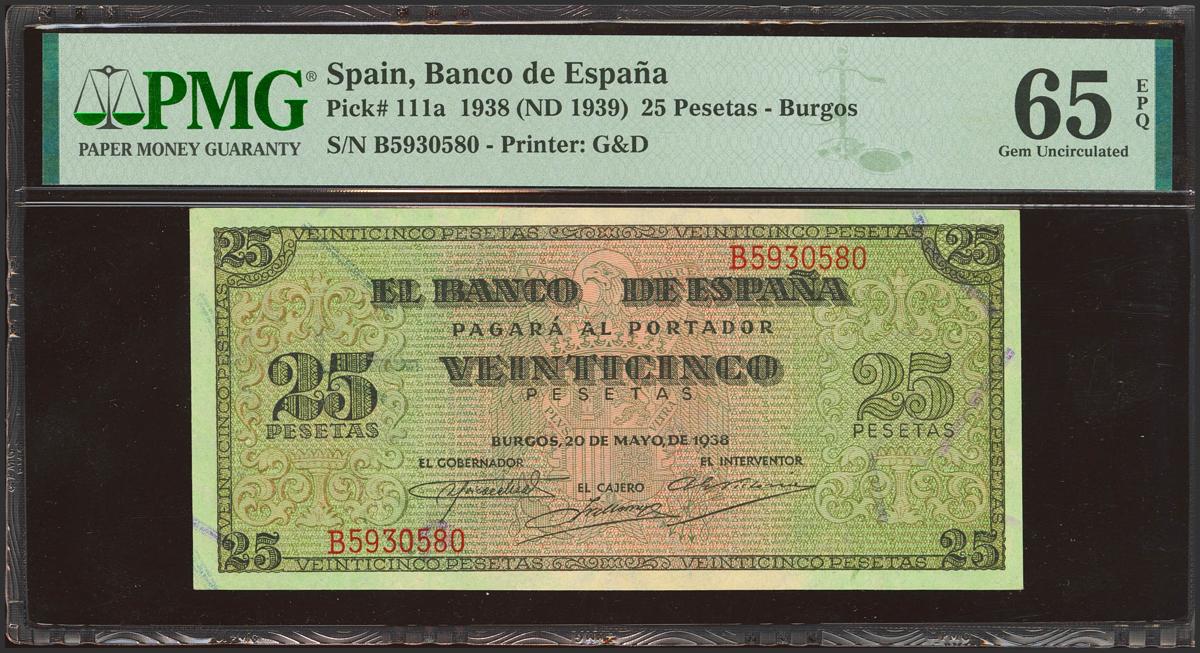 PMG®
PAPER MONEY GUARANTY
Spain, Banco de España
Pick# 111a 1938 (ND 1939) 25 Pesetas - Burgos
S/N B5930580 - Printer: G&D
65 EPQ
Gem Uncirculated
VEINTICINCO PESETAS VEINTICINCO PESETAS
25 25
B5930580
EL BANCO DE ESPAÑA
PAGARÁ AL PORTADOR
VEINTICINCO
PESETAS
25 PESETAS
25 PESETAS
BURGOS, 20 DE MAYO, DE 1938
EL GOBERNADOR
EL INTERVENTOR
EL CAJERO
B5930580
25 25
VEINTICINCO PESETAS VEINTICINCO PESETAS